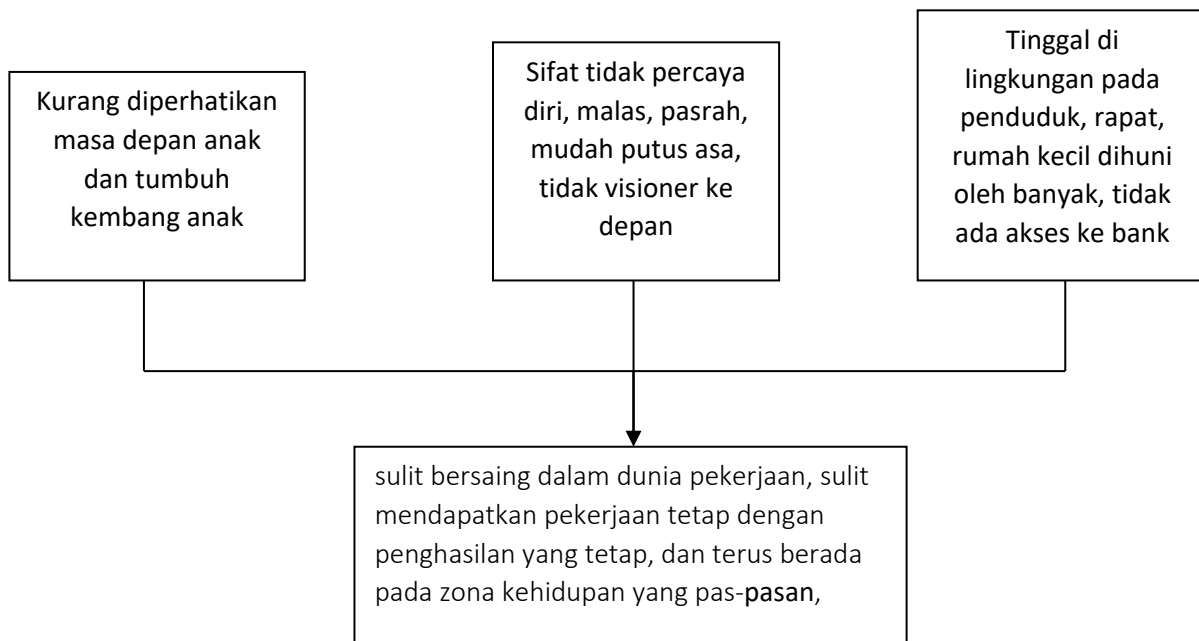 Kurang diperhatikan
masa depan anak
dan tumbuh
kembang anak
Sifat tidak percaya
diri, malas, pasrah,
mudah putus asa,
tidak visioner ke
depan
Tinggal di
lingkungan pada
penduduk, rapat,
rumah kecil dihuni
oleh banyak, tidak
ada akses ke bank
sulit bersaing dalam dunia pekerjaan, sulit
mendapatkan pekerjaan tetap dengan
penghasilan yang tetap, dan terus berada
pada zona kehidupan yang pas-pasan,